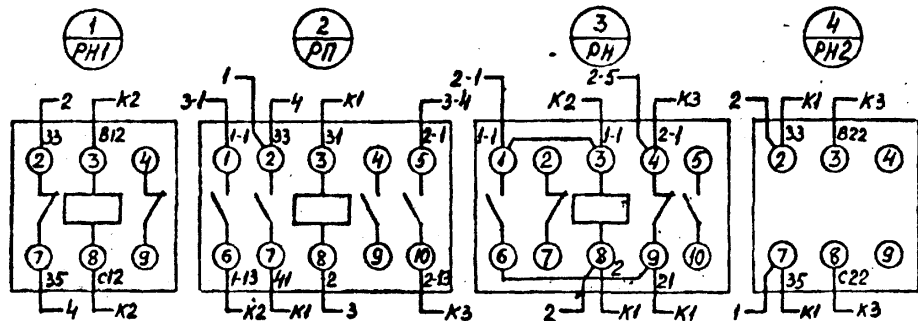 1 2 3 4
РН1 РП РН РН2
1 2-1 2-5
2 К2 3-1 4 К1 3-4 К2 К3 2 К1 К3
33 В12 1-1 33 31 2-1 1-1 1-1 2-1 33 В22
2 3 4 1 2 3 4 5 1 2 3 4 5 2 3 4
7 8 9 6 7 8 9 10 6 7 8 9 10 7 8 9
35 С12 1-13 41 2 2-13 2 21 35 С22
4 К2 К2 К1 3 К3 2 К1 К1 1 К1 К3